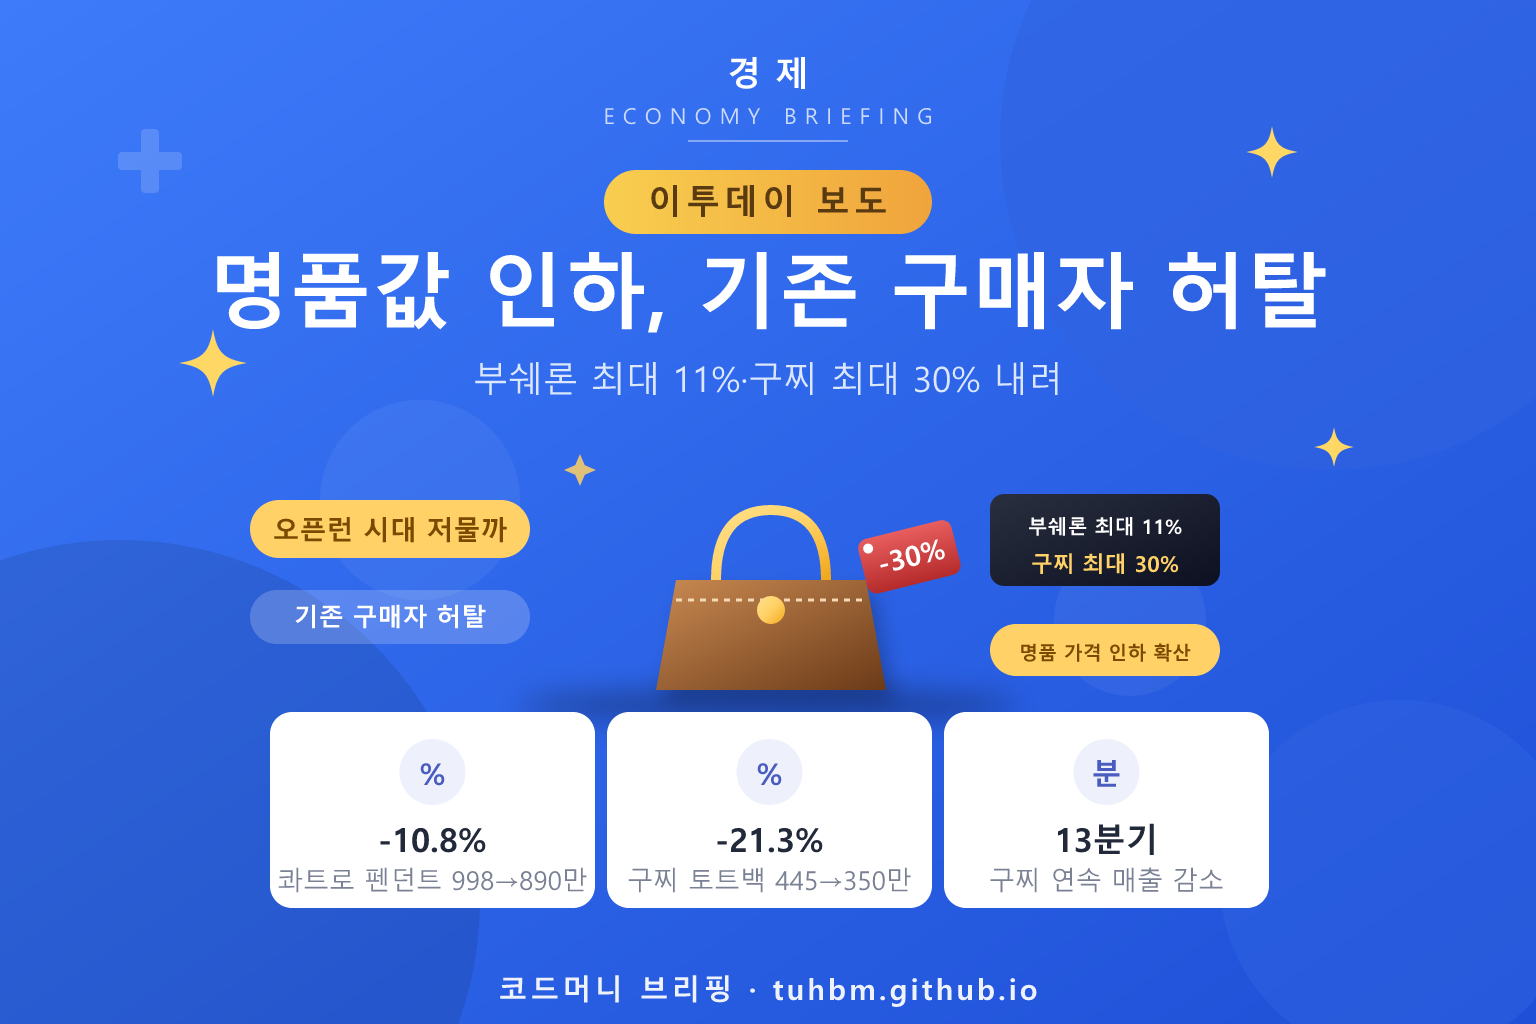 경제
ECONOMY BRIEFING
이투데이 보도
명품값 인하, 기존 구매자 허탈
부쉐론 최대 11%·구찌 최대 30% 내려
오픈런 시대 저물까
기존 구매자 허탈
-30%
부쉐론 최대 11%
구찌 최대 30%
명품 가격 인하 확산
%
-10.8%
콰트로 펜던트 998→890만
%
-21.3%
구찌 토트백 445→350만
분
13분기
구찌 연속 매출 감소
코드머니 브리핑 · tuhbm.github.io